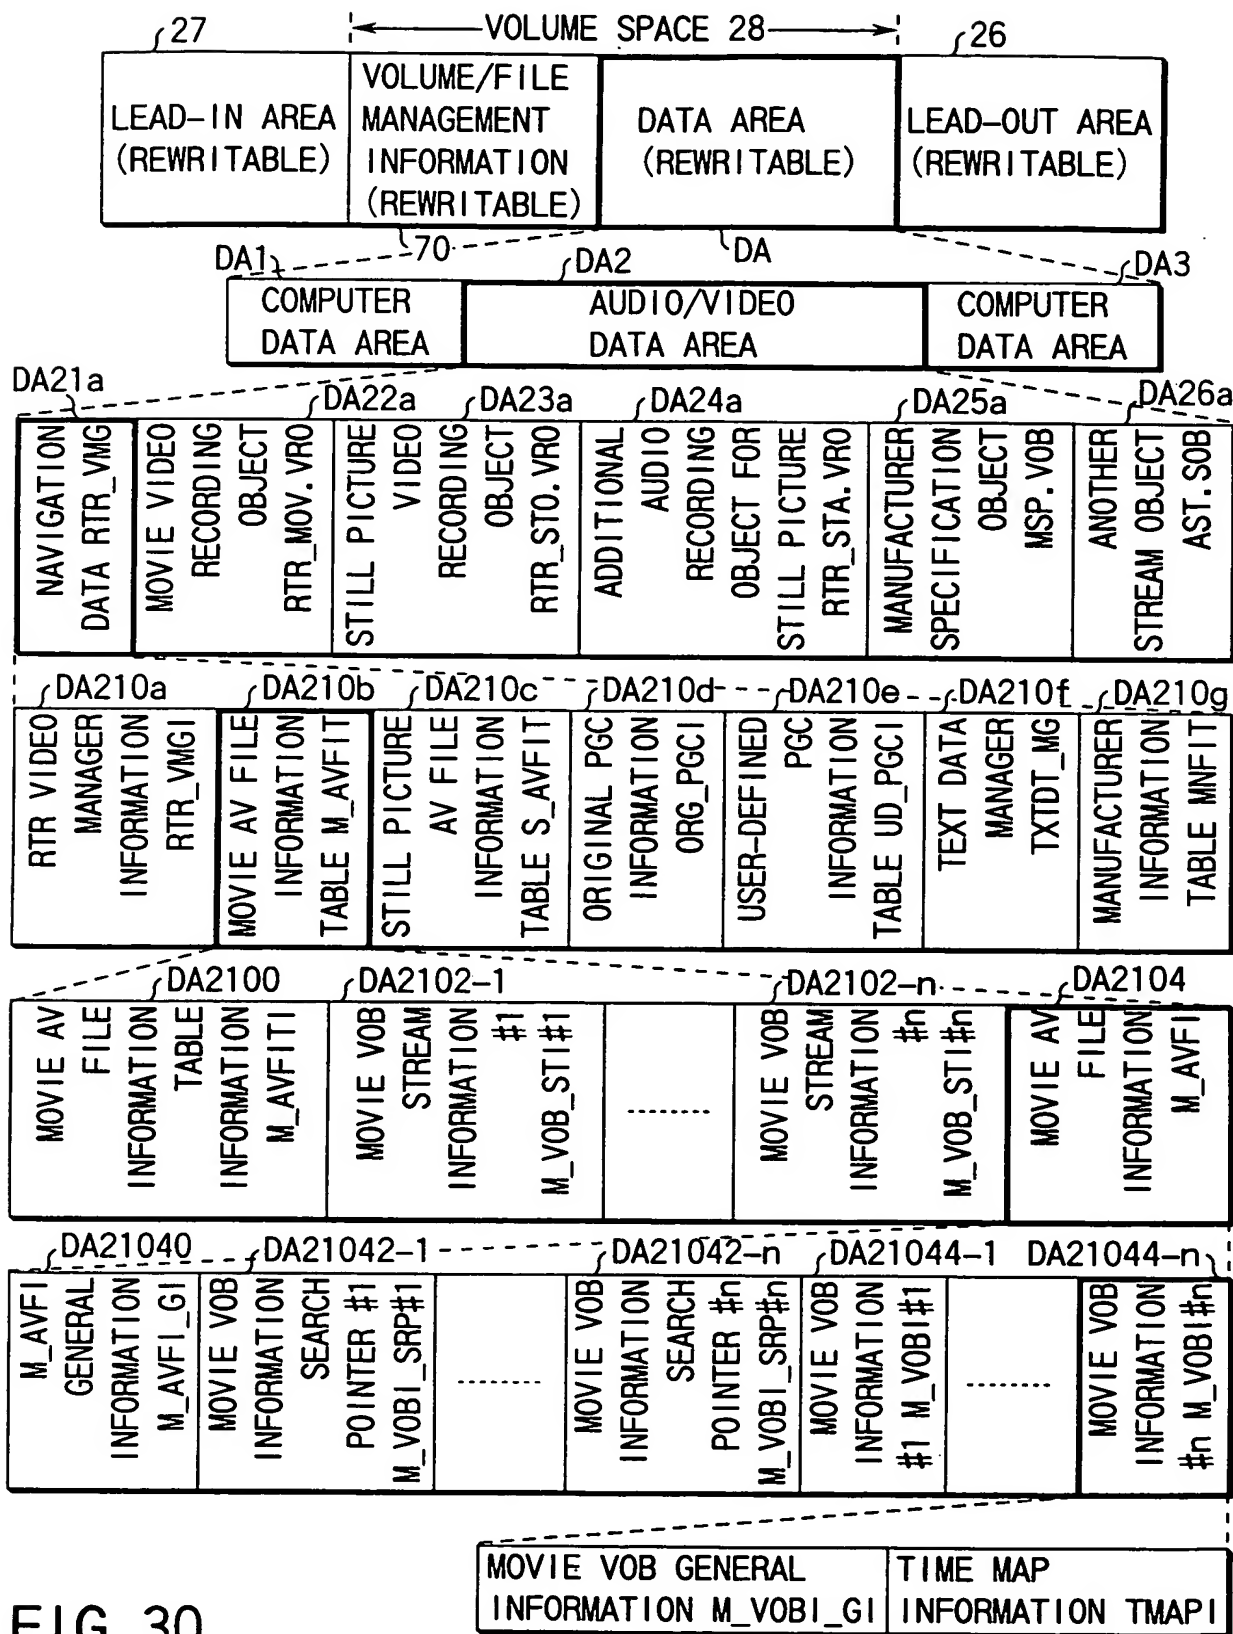 27
VOLUME SPACE 28
26
LEAD-IN AREA
(REWRITABLE)
VOLUME/FILE
MANAGEMENT
INFORMATION
(REWRITABLE)
DATA AREA
(REWRITABLE)
LEAD-OUT AREA
(REWRITABLE)
70
DA
DA1
DA2
DA3
COMPUTER
DATA AREA
AUDIO/VIDEO
DATA AREA
COMPUTER
DATA AREA
DA21a
DA22a
DA23a
DA24a
DA25a
DA26a
NAVIGATION
DATA RTR_VMG
MOVIE VIDEO
RECORDING
OBJECT
RTR_MOV.VRO
STILL PICTURE
VIDEO
RECORDING
OBJECT
RTR_STO.VRO
ADDITIONAL
AUDIO
RECORDING
OBJECT FOR
STILL PICTURE
RTR_STA.VRO
MANUFACTURER
SPECIFICATION
OBJECT
MSP.VOB
ANOTHER
STREAM OBJECT
AST.SOB
DA210a
DA210b
DA210c
DA210d
DA210e
DA210f
DA210g
RTR VIDEO
MANAGER
INFORMATION
RTR_VMGI
MOVIE AV FILE
INFORMATION
TABLE M_AVFIT
STILL PICTURE
AV FILE
INFORMATION
TABLE S_AVFIT
ORIGINAL PGC
INFORMATION
ORG_PGCI
USER-DEFINED
PGC
INFORMATION
TABLE UD_PGCI
TEXT DATA
MANAGER
TXTDT_MG
MANUFACTURER
INFORMATION
TABLE MNFIT
DA2100
DA2102-1
DA2102-n
DA2104
MOVIE AV
FILE
INFORMATION
TABLE
INFORMATION
M_AVFITI
MOVIE VOB
STREAM
INFORMATION
#1
M_VOB_STI#1
........
MOVIE VOB
STREAM
INFORMATION
#n
M_VOB_STI#n
MOVIE AV
FILE
INFORMATION
M_AVFI
DA21040
DA21042-1
DA21042-n
DA21044-1
DA21044-n
M_AVFI
GENERAL
INFORMATION
M_AVFI_GI
MOVIE VOB
INFORMATION
SEARCH
POINTER #1
M_VOBI_SRP#1
........
MOVIE VOB
INFORMATION
SEARCH
POINTER #n
M_VOBI_SRP#n
MOVIE VOB
INFORMATION
#1 M_VOBI#1
........
MOVIE VOB
INFORMATION
#n M_VOBI#n
MOVIE VOB GENERAL
INFORMATION M_VOBI_GI
TIME MAP
INFORMATION TMAPI
FIG. 30